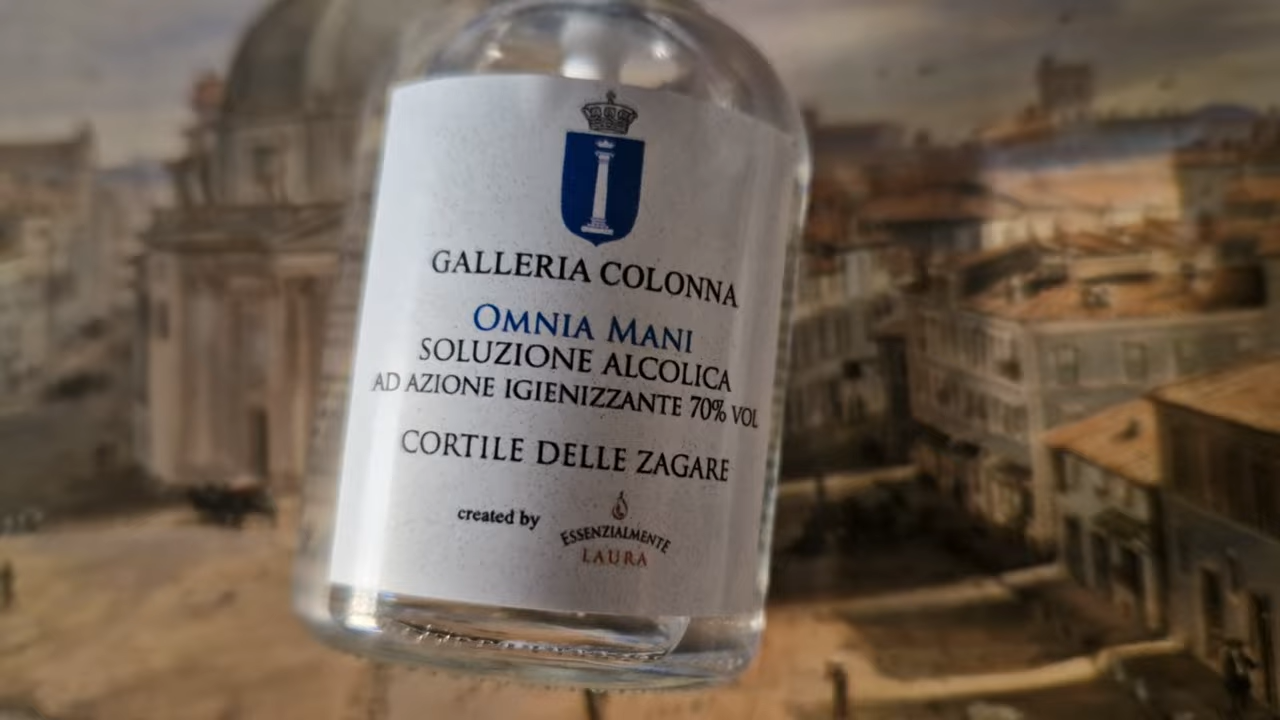 GALLERIA COLONNA
OMNIA MANI
SOLUZIONE ALCOLICA
AD AZIONE IGIENIZZANTE 70% VOL
CORTILE DELLE ZAGARE
created by
ESSENZIALMENTE
LAURA